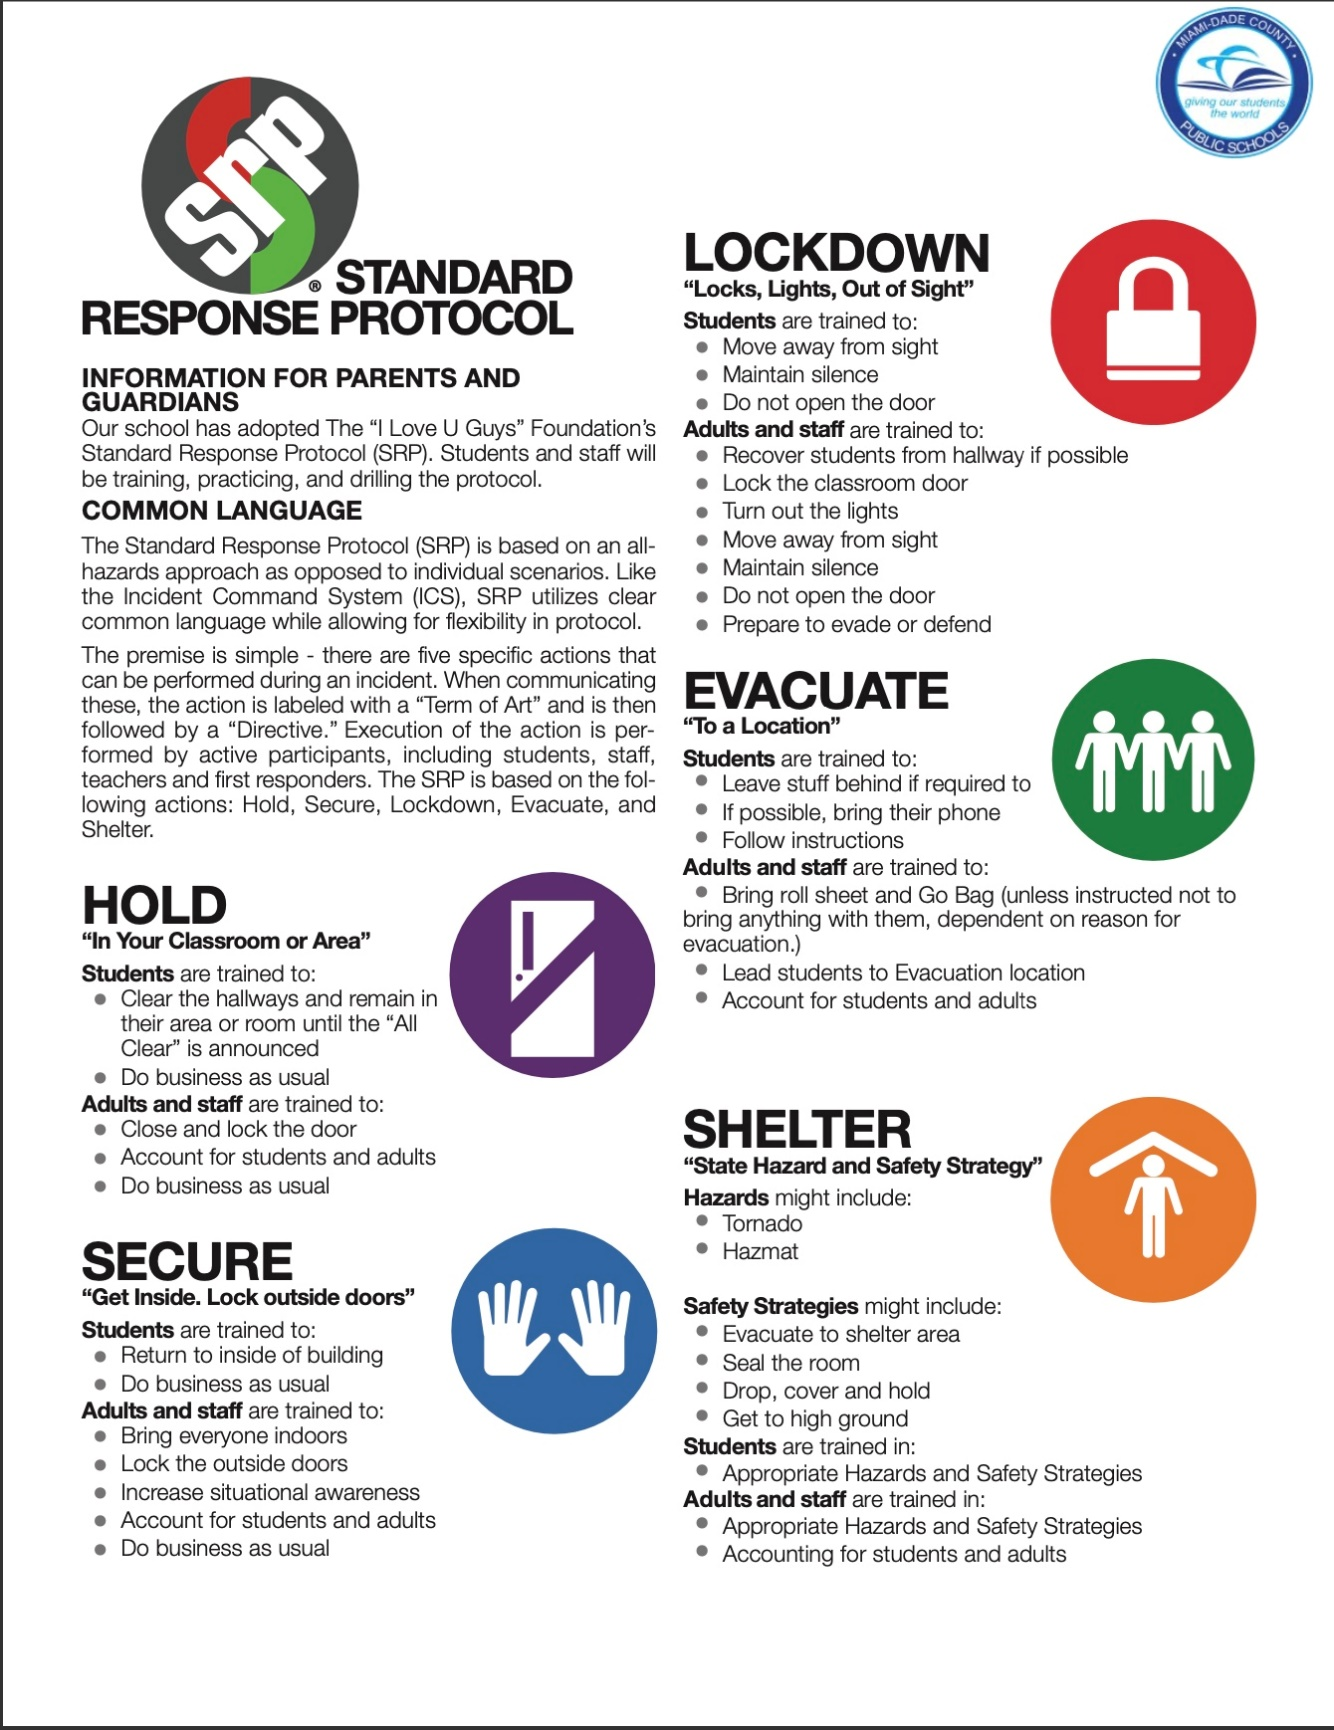 MIAMI-DADE COUNTY
giving our students
the world
PUBLIC SCHOOLS
srp
® STANDARD
RESPONSE PROTOCOL
INFORMATION FOR PARENTS AND
GUARDIANS
Our school has adopted The “I Love U Guys” Foundation’s
Standard Response Protocol (SRP). Students and staff will
be training, practicing, and drilling the protocol.
COMMON LANGUAGE
The Standard Response Protocol (SRP) is based on an all-
hazards approach as opposed to individual scenarios. Like
the Incident Command System (ICS), SRP utilizes clear
common language while allowing for flexibility in protocol.
The premise is simple - there are five specific actions that
can be performed during an incident. When communicating
these, the action is labeled with a “Term of Art” and is then
followed by a “Directive.” Execution of the action is per-
formed by active participants, including students, staff,
teachers and first responders. The SRP is based on the fol-
lowing actions: Hold, Secure, Lockdown, Evacuate, and
Shelter.
HOLD
“In Your Classroom or Area”
Students are trained to:
● Clear the hallways and remain in
their area or room until the “All
Clear” is announced
● Do business as usual
Adults and staff are trained to:
● Close and lock the door
● Account for students and adults
● Do business as usual
SECURE
“Get Inside. Lock outside doors”
Students are trained to:
● Return to inside of building
● Do business as usual
Adults and staff are trained to:
● Bring everyone indoors
● Lock the outside doors
● Increase situational awareness
● Account for students and adults
● Do business as usual
LOCKDOWN
“Locks, Lights, Out of Sight”
Students are trained to:
● Move away from sight
● Maintain silence
● Do not open the door
Adults and staff are trained to:
● Recover students from hallway if possible
● Lock the classroom door
● Turn out the lights
● Move away from sight
● Maintain silence
● Do not open the door
● Prepare to evade or defend
EVACUATE
“To a Location”
Students are trained to:
● Leave stuff behind if required to
● If possible, bring their phone
● Follow instructions
Adults and staff are trained to:
● Bring roll sheet and Go Bag (unless instructed not to
bring anything with them, dependent on reason for
evacuation.)
● Lead students to Evacuation location
● Account for students and adults
SHELTER
“State Hazard and Safety Strategy”
Hazards might include:
● Tornado
● Hazmat
Safety Strategies might include:
● Evacuate to shelter area
● Seal the room
● Drop, cover and hold
● Get to high ground
Students are trained in:
● Appropriate Hazards and Safety Strategies
Adults and staff are trained in:
● Appropriate Hazards and Safety Strategies
● Accounting for students and adults